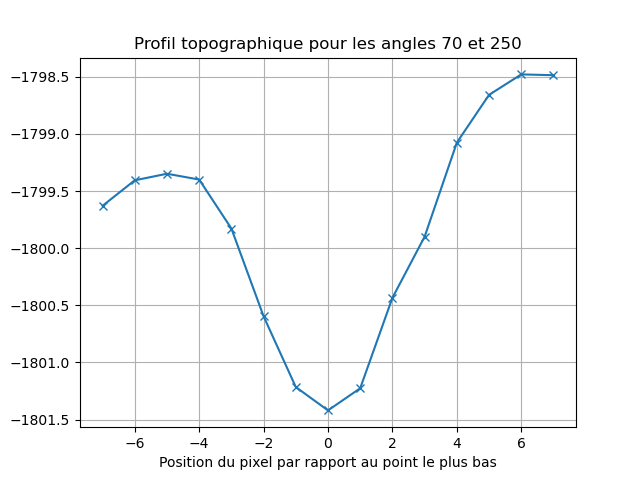 Profil topographique pour les angles 70 et 250
−1798.5
−1799.0
−1799.5
−1800.0
−1800.5
−1801.0
−1801.5
−6 −4 −2 0 2 4 6
Position du pixel par rapport au point le plus bas